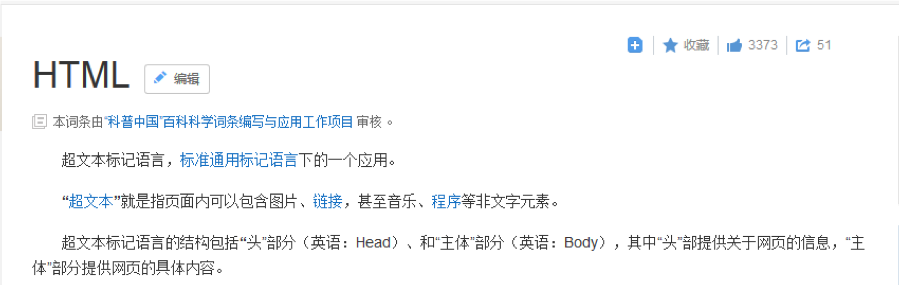 收藏 3373 51
HTML 编辑
本词条由“科普中国”百科科学词条编写与应用工作项目 审核 。
超文本标记语言，标准通用标记语言下的一个应用。
“超文本”就是指页面内可以包含图片、链接，甚至音乐、程序等非文字元素。
超文本标记语言的结构包括“头”部分（英语：Head）、和“主体”部分（英语：Body），其中“头”部提供关于网页的信息，“主
体”部分提供网页的具体内容。